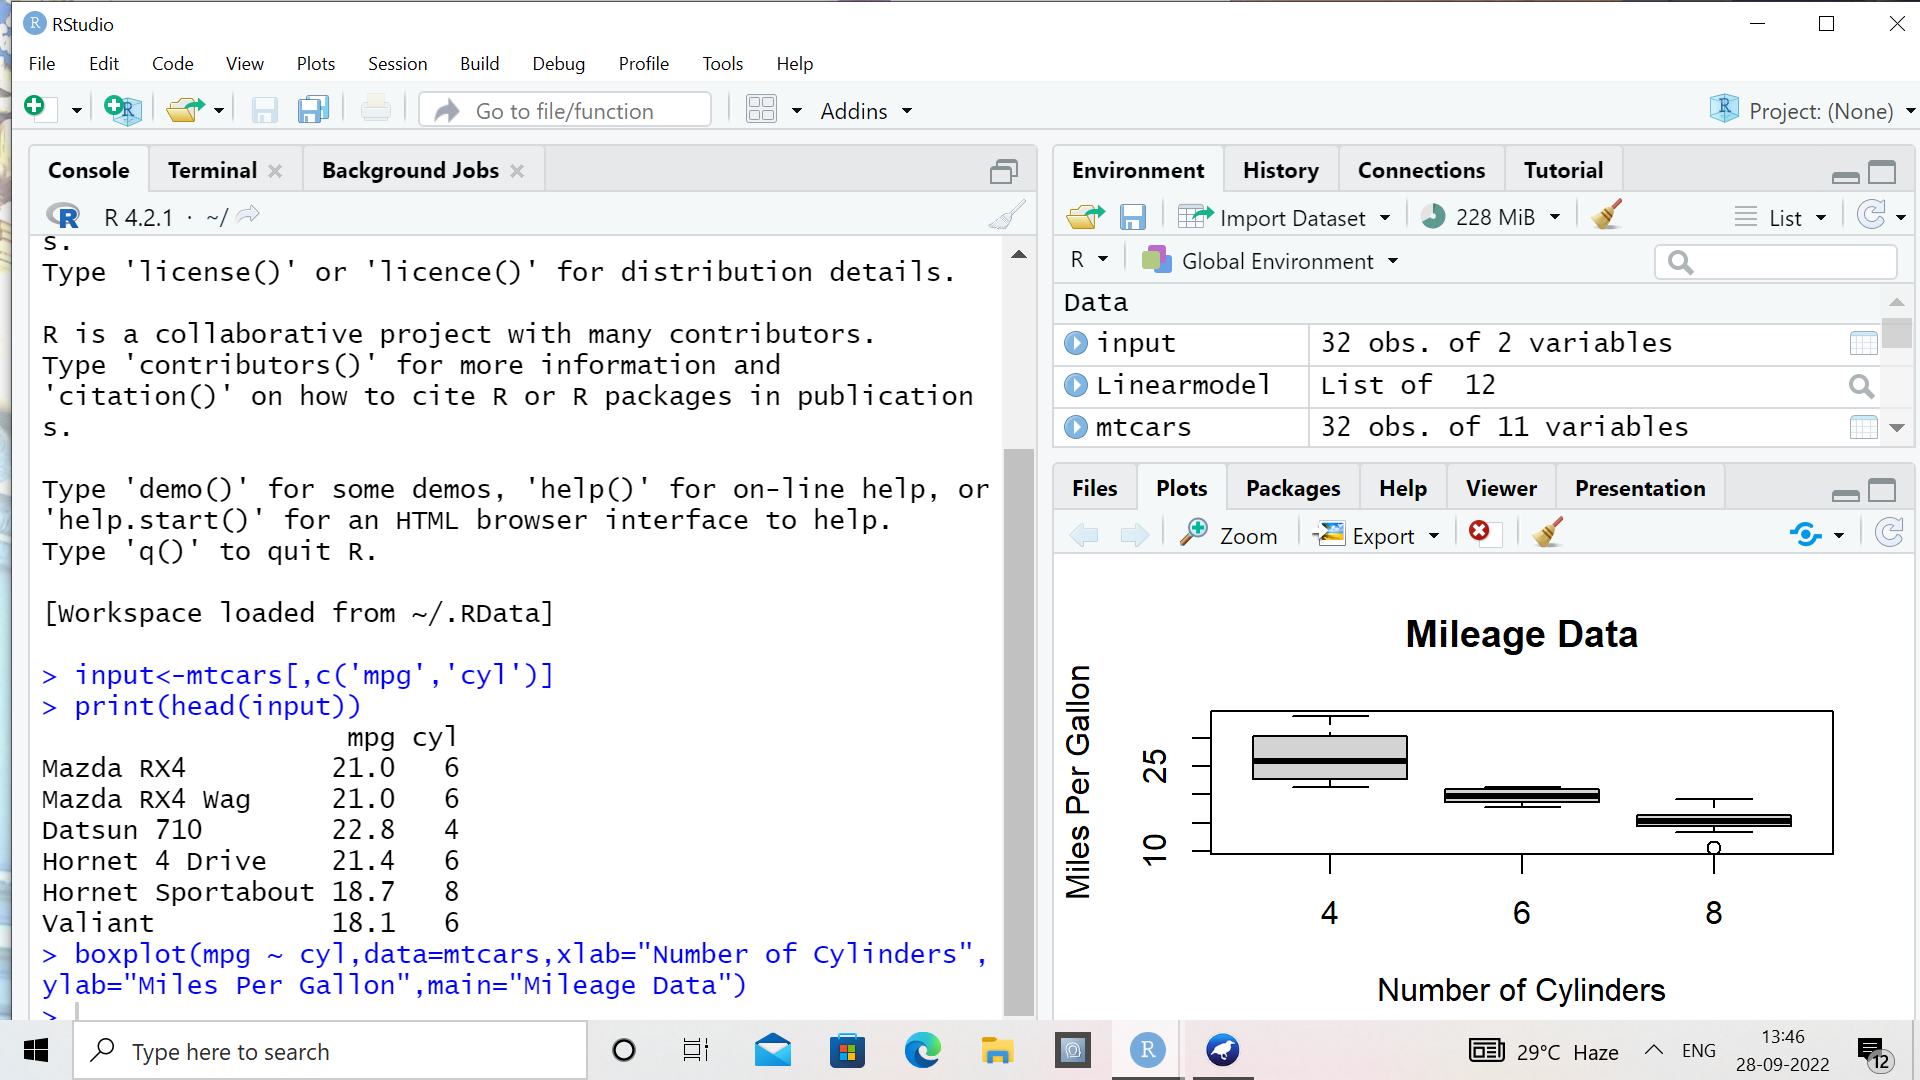 RStudio
File Edit Code View Plots Session Build Debug Profile Tools Help
Go to file/function Addins Project: (None)
Console Terminal Background Jobs
R 4.2.1 · ~/
s.
Type 'license()' or 'licence()' for distribution details.
R is a collaborative project with many contributors.
Type 'contributors()' for more information and
'citation()' on how to cite R or R packages in publication
s.
Type 'demo()' for some demos, 'help()' for on-line help, or
'help.start()' for an HTML browser interface to help.
Type 'q()' to quit R.
[Workspace loaded from ~/.RData]
> input<-mtcars[,c('mpg','cyl')]
> print(head(input))
mpg cyl
Mazda RX4 21.0 6
Mazda RX4 Wag 21.0 6
Datsun 710 22.8 4
Hornet 4 Drive 21.4 6
Hornet Sportabout 18.7 8
Valiant 18.1 6
> boxplot(mpg ~ cyl,data=mtcars,xlab="Number of Cylinders",
ylab="Miles Per Gallon",main="Mileage Data")
>
Environment History Connections Tutorial
Import Dataset 228 MiB List
R Global Environment
Data
input 32 obs. of 2 variables
Linearmodel List of 12
mtcars 32 obs. of 11 variables
Files Plots Packages Help Viewer Presentation
Zoom Export
Mileage Data
Miles Per Gallon
25
10
4 6 8
Number of Cylinders
Type here to search
29°C Haze ENG
13:46
28-09-2022
12